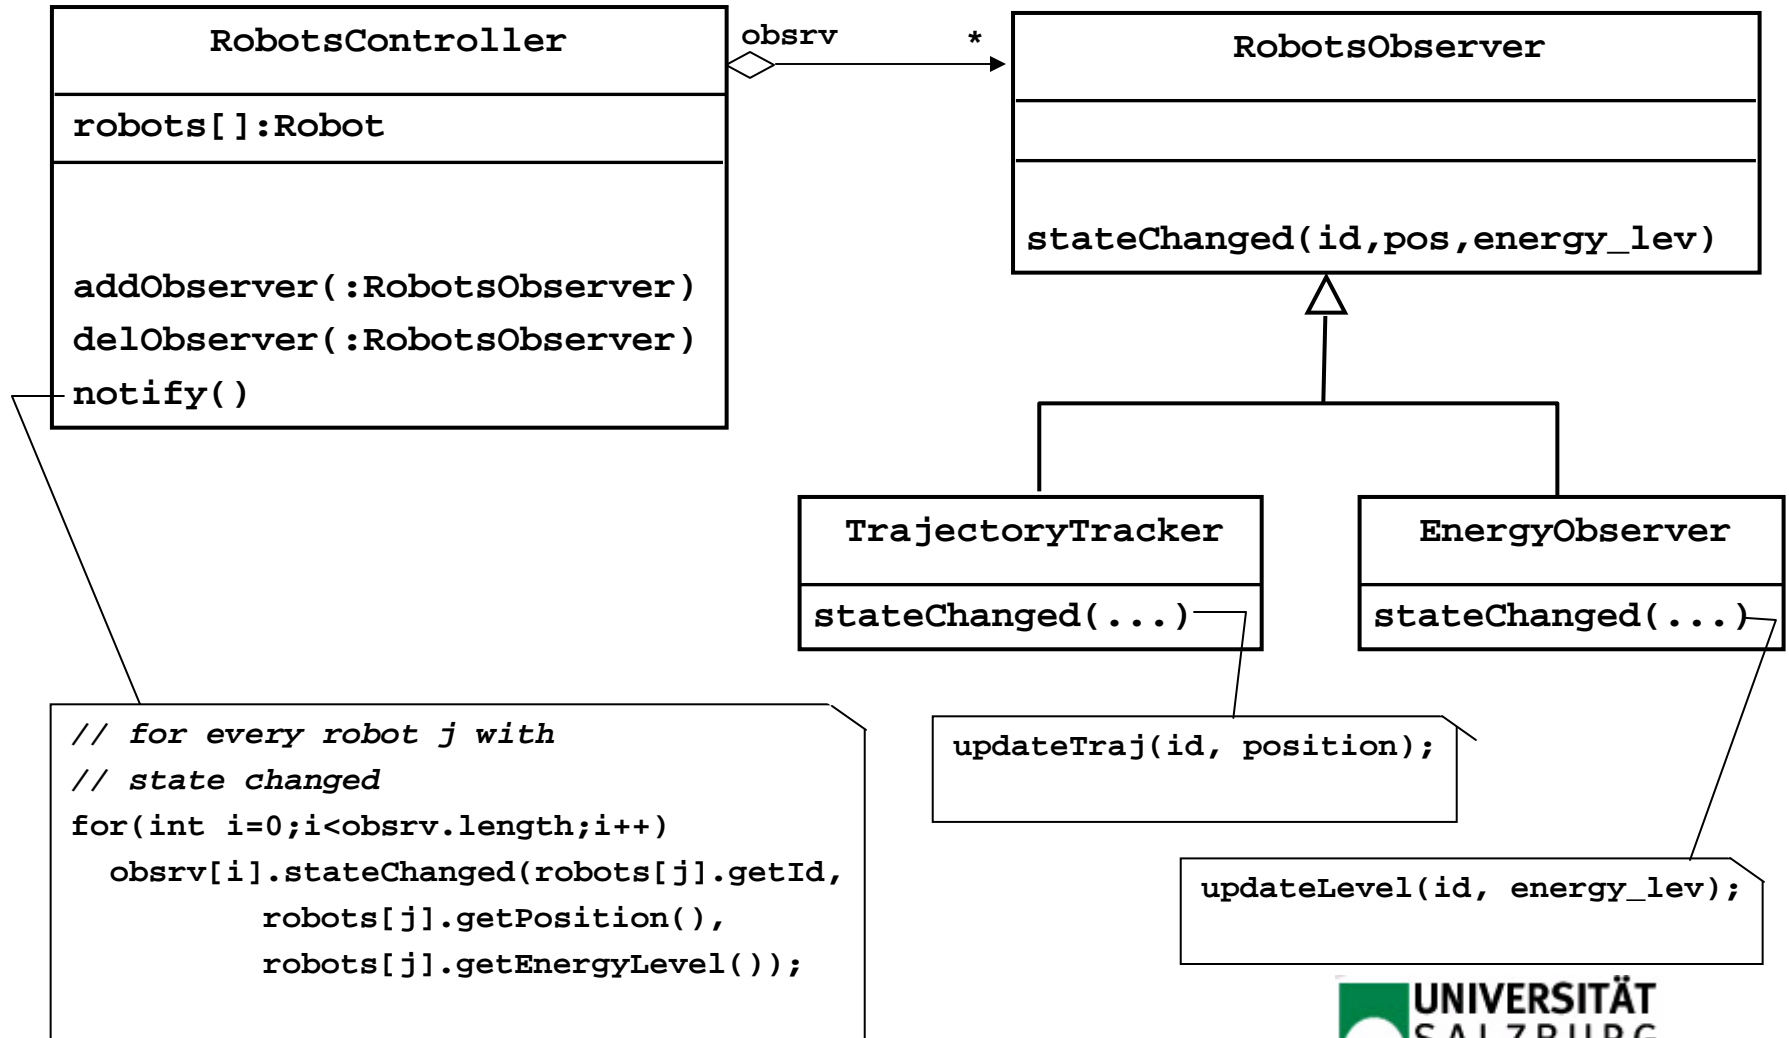 RobotsController
robots[]:Robot
addObserver(:RobotsObserver)
delObserver(:RobotsObserver)
notify()
obsrv
*
RobotsObserver
stateChanged(id,pos,energy_lev)
TrajectoryTracker
stateChanged(...)
EnergyObserver
stateChanged(...)
// for every robot j with
// state changed
for(int i=0;i<obsrv.length;i++)
obsrv[i].stateChanged(robots[j].getId,
robots[j].getPosition(),
robots[j].getEnergyLevel());
updateTraj(id, position);
updateLevel(id, energy_lev);
UNIVERSITÄT
SALZBURG